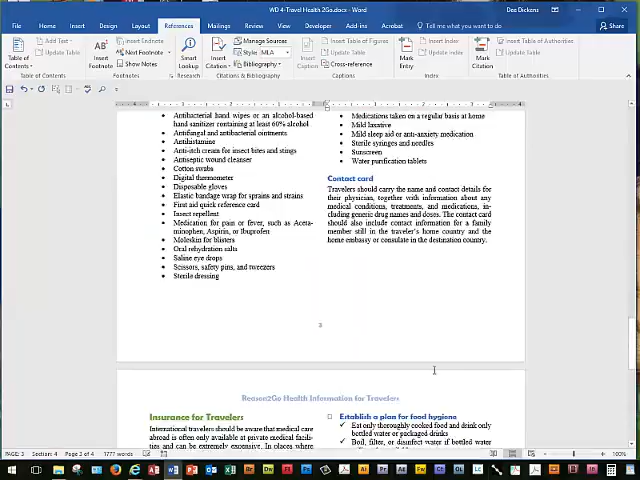 WD 4-Travel Health 2Go.docx - Word
Dee Dickens
File Home Insert Design Layout References Mailings Review View Developer Add-ins Acrobat Tell me what you want to do
Share
Table of Contents
Add Text
Update Table
Table of Contents
Insert Footnote
Insert Endnote
Next Footnote
Show Notes
Footnotes
Smart Lookup
Research
Insert Citation
Manage Sources
Style: MLA
Bibliography
Citations & Bibliography
Insert Caption
Insert Table of Figures
Update Table
Cross-reference
Captions
Mark Entry
Insert Index
Update Index
Index
Mark Citation
Insert Table of Authorities
Update Table
Table of Authorities
• Antibacterial hand wipes or an alcohol-based
hand sanitizer containing at least 60% alcohol
• Antifungal and antibacterial ointments
• Antihistamine
• Anti-itch cream for insect bites and stings
• Antiseptic wound cleanser
• Cotton swabs
• Digital thermometer
• Disposable gloves
• Elastic bandage wrap for sprains and strains
• First aid quick reference card
• Insect repellent
• Medication for pain or fever, such as Aceta-
minophen, Aspirin, or Ibuprofen
• Moleskin for blisters
• Oral rehydration salts
• Saline eye drops
• Scissors, safety pins, and tweezers
• Sterile dressing
• Medications taken on a regular basis at home
• Mild laxative
• Mild sleep aid or anti-anxiety medication
• Sterile syringes and needles
• Sunscreen
• Water purification tablets
Contact card
Travelers should carry the name and contact details for
their physician, together with information about any
medical conditions, treatments, and medications, in-
cluding generic drug names and doses. The contact card
should also include contact information for a family
member still in the traveler's home country and the
home embassy or consulate in the destination country.
3
Reason2Go Health Information for Travelers
Insurance for Travelers
International travelers should be aware that medical care
abroad is often only available at private medical facili-
ties and can be extremely expensive. In places where
Establish a plan for food hygiene
✓ Eat only thoroughly cooked food and drink only
bottled water or packaged drinks
✓ Boil, filter, or disinfect water if bottled water
PAGE: 3 Section: 4 Page 3 of 4 1777 words
100%